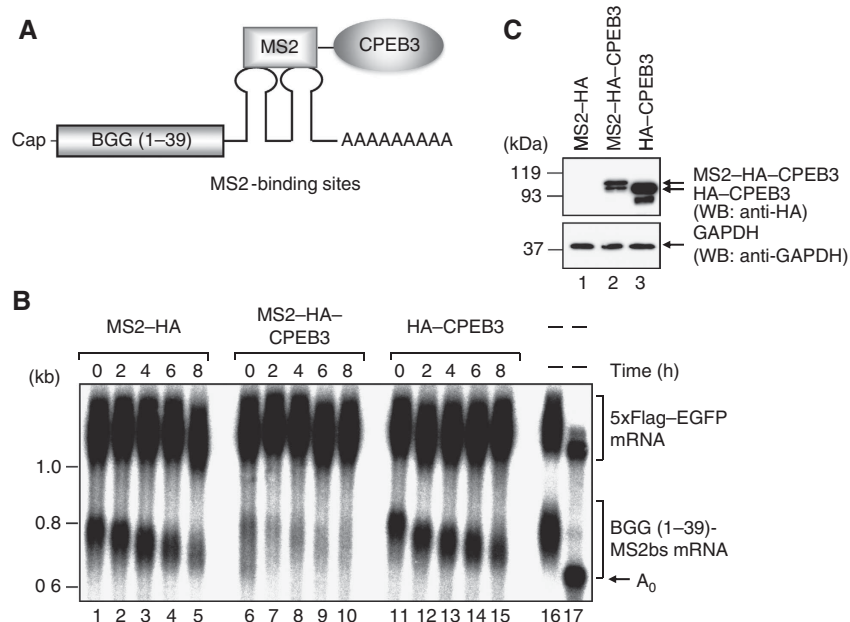 A
MS2
CPEB3
Cap
BGG (1–39)
AAAAAAAAA
MS2-binding sites
C
MS2–HA
MS2–HA–CPEB3
HA–CPEB3
(kDa)
119
93
MS2–HA–CPEB3
HA–CPEB3
(WB: anti-HA)
37
GAPDH
(WB: anti-GAPDH)
1 2 3
B
MS2–HA
MS2–HA–
CPEB3
HA–CPEB3
– –
(kb)
0 2 4 6 8 0 2 4 6 8 0 2 4 6 8 – – Time (h)
5xFlag–EGFP
mRNA
1.0
0.8
BGG (1–39)-
MS2bs mRNA
0 6
A0
1 2 3 4 5 6 7 8 9 10 11 12 13 14 15 16 17